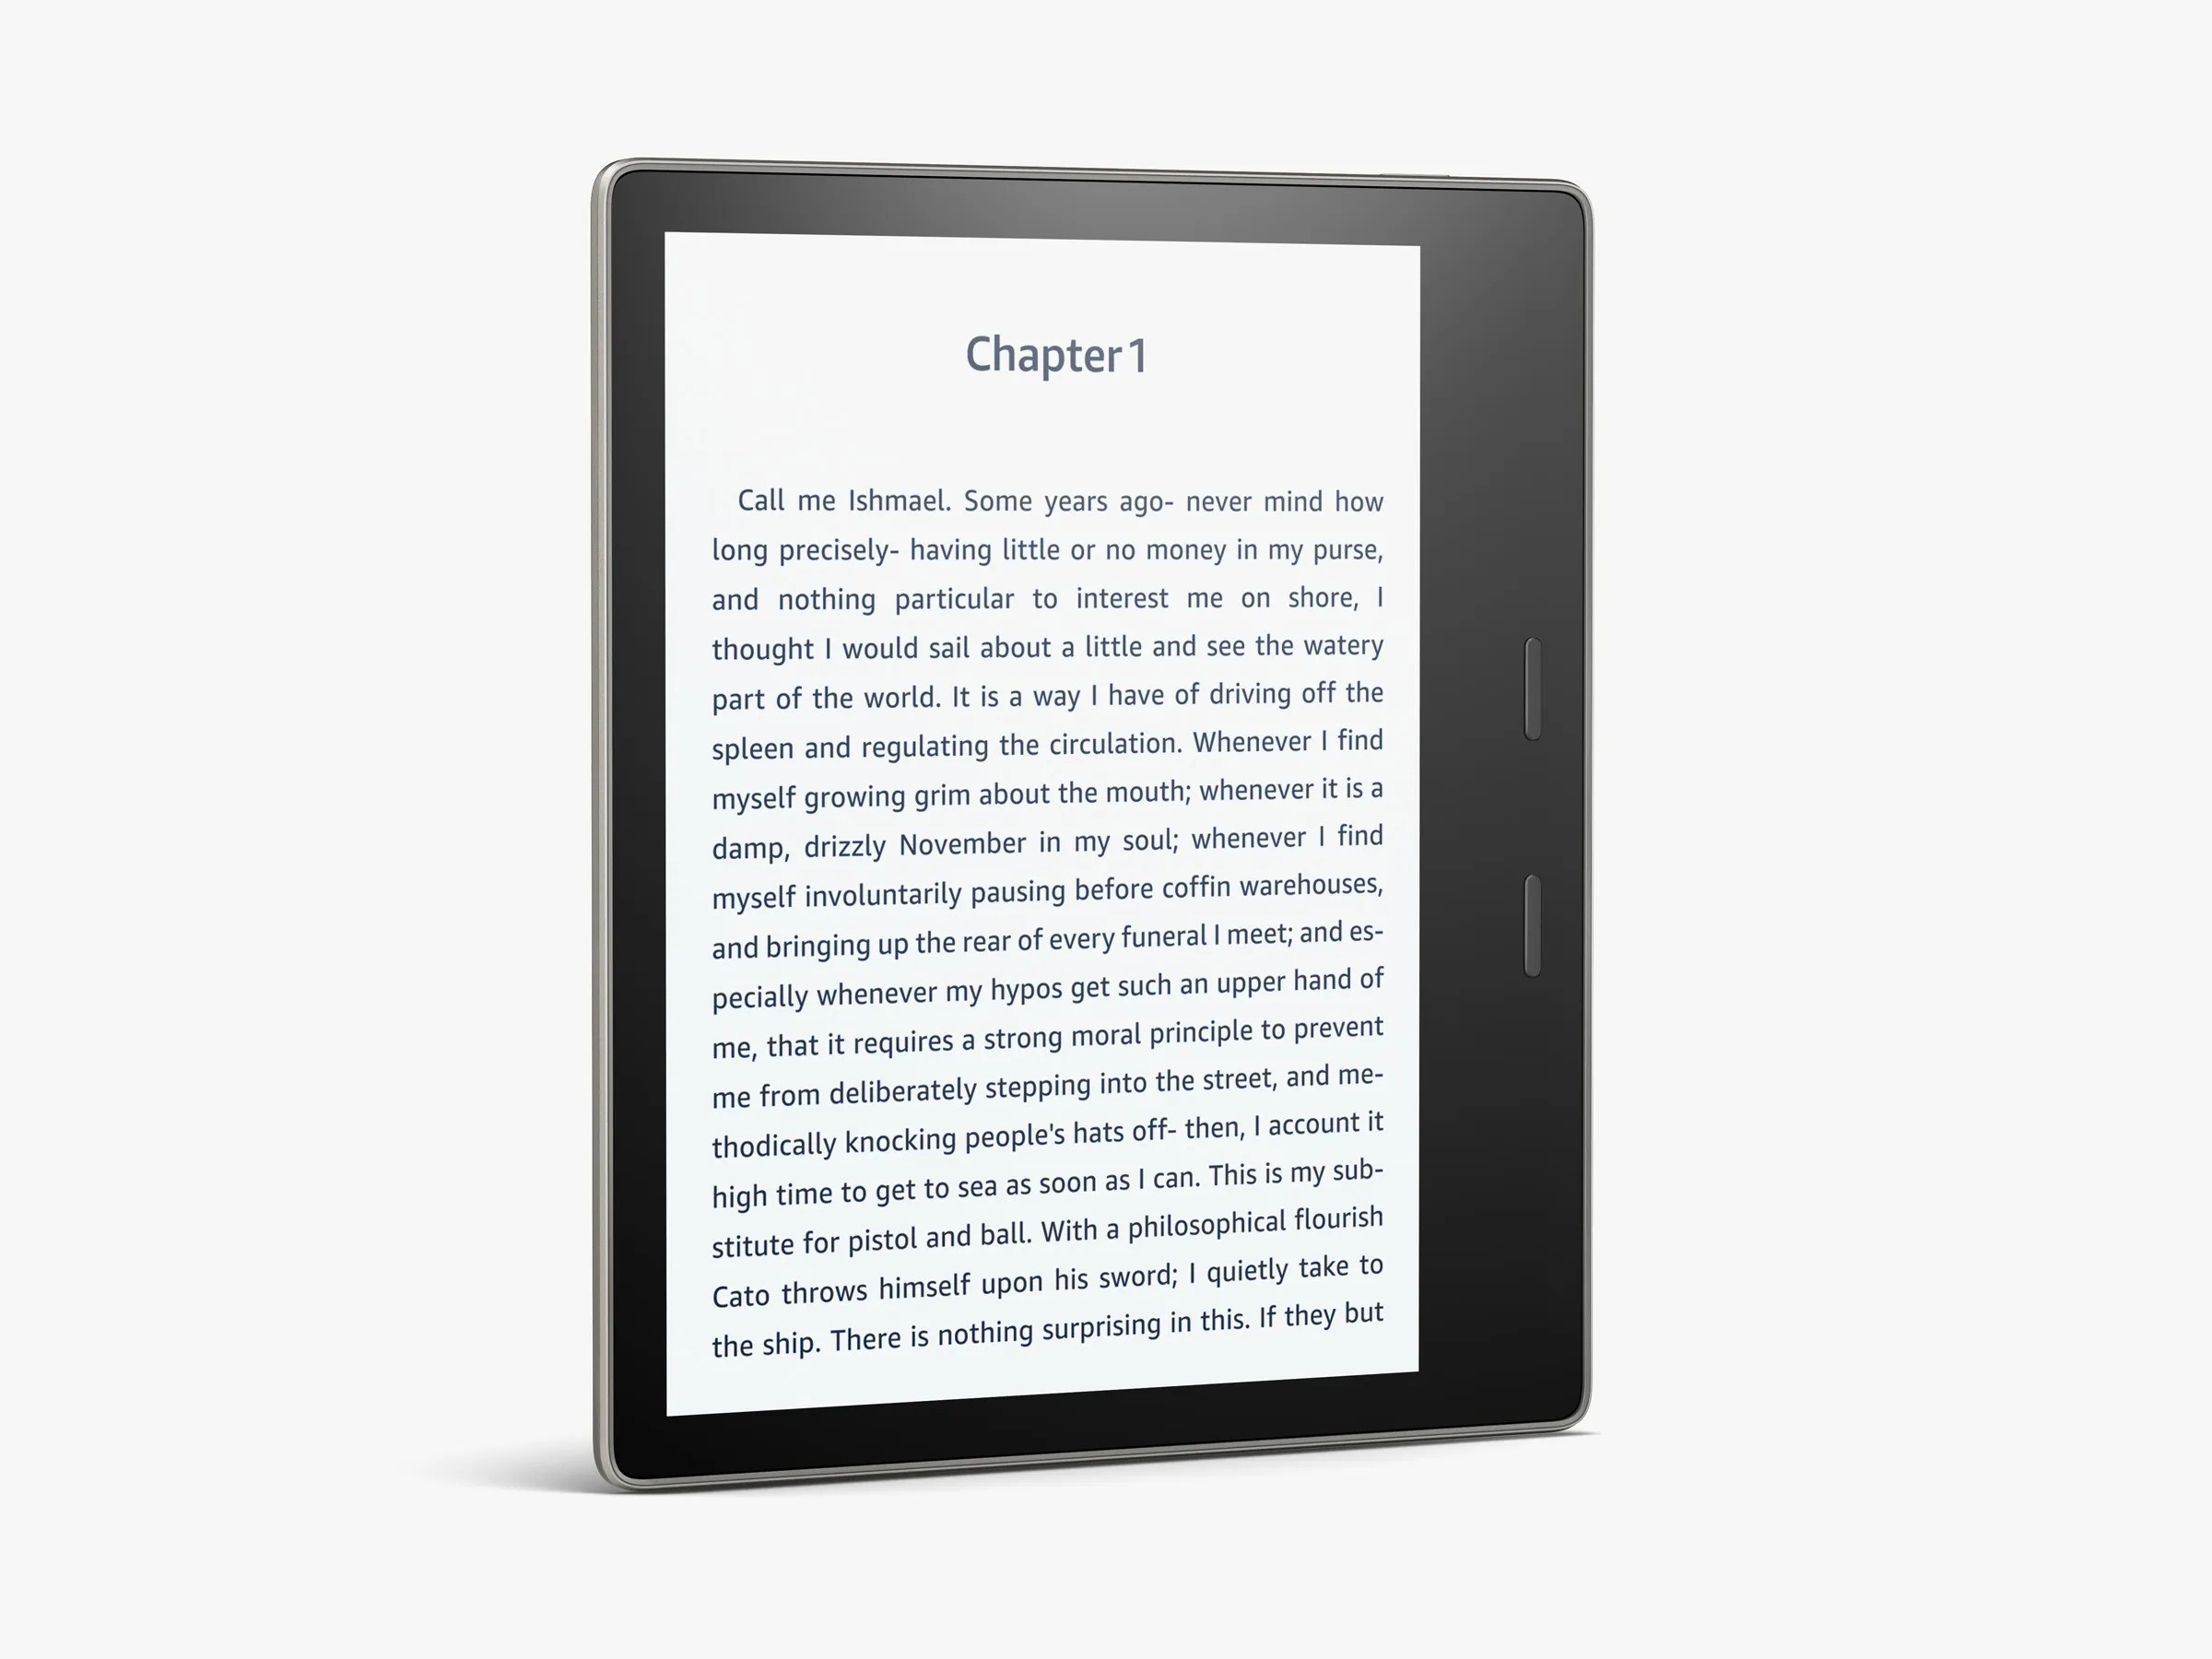 Chapter 1
Call me Ishmael. Some years ago- never mind how
long precisely- having little or no money in my purse,
and nothing particular to interest me on shore, I
thought I would sail about a little and see the watery
part of the world. It is a way I have of driving off the
spleen and regulating the circulation. Whenever I find
myself growing grim about the mouth; whenever it is a
damp, drizzly November in my soul; whenever I find
myself involuntarily pausing before coffin warehouses,
and bringing up the rear of every funeral I meet; and es-
pecially whenever my hypos get such an upper hand of
me, that it requires a strong moral principle to prevent
me from deliberately stepping into the street, and me-
thodically knocking people's hats off- then, I account it
high time to get to sea as soon as I can. This is my sub-
stitute for pistol and ball. With a philosophical flourish
Cato throws himself upon his sword; I quietly take to
the ship. There is nothing surprising in this. If they but